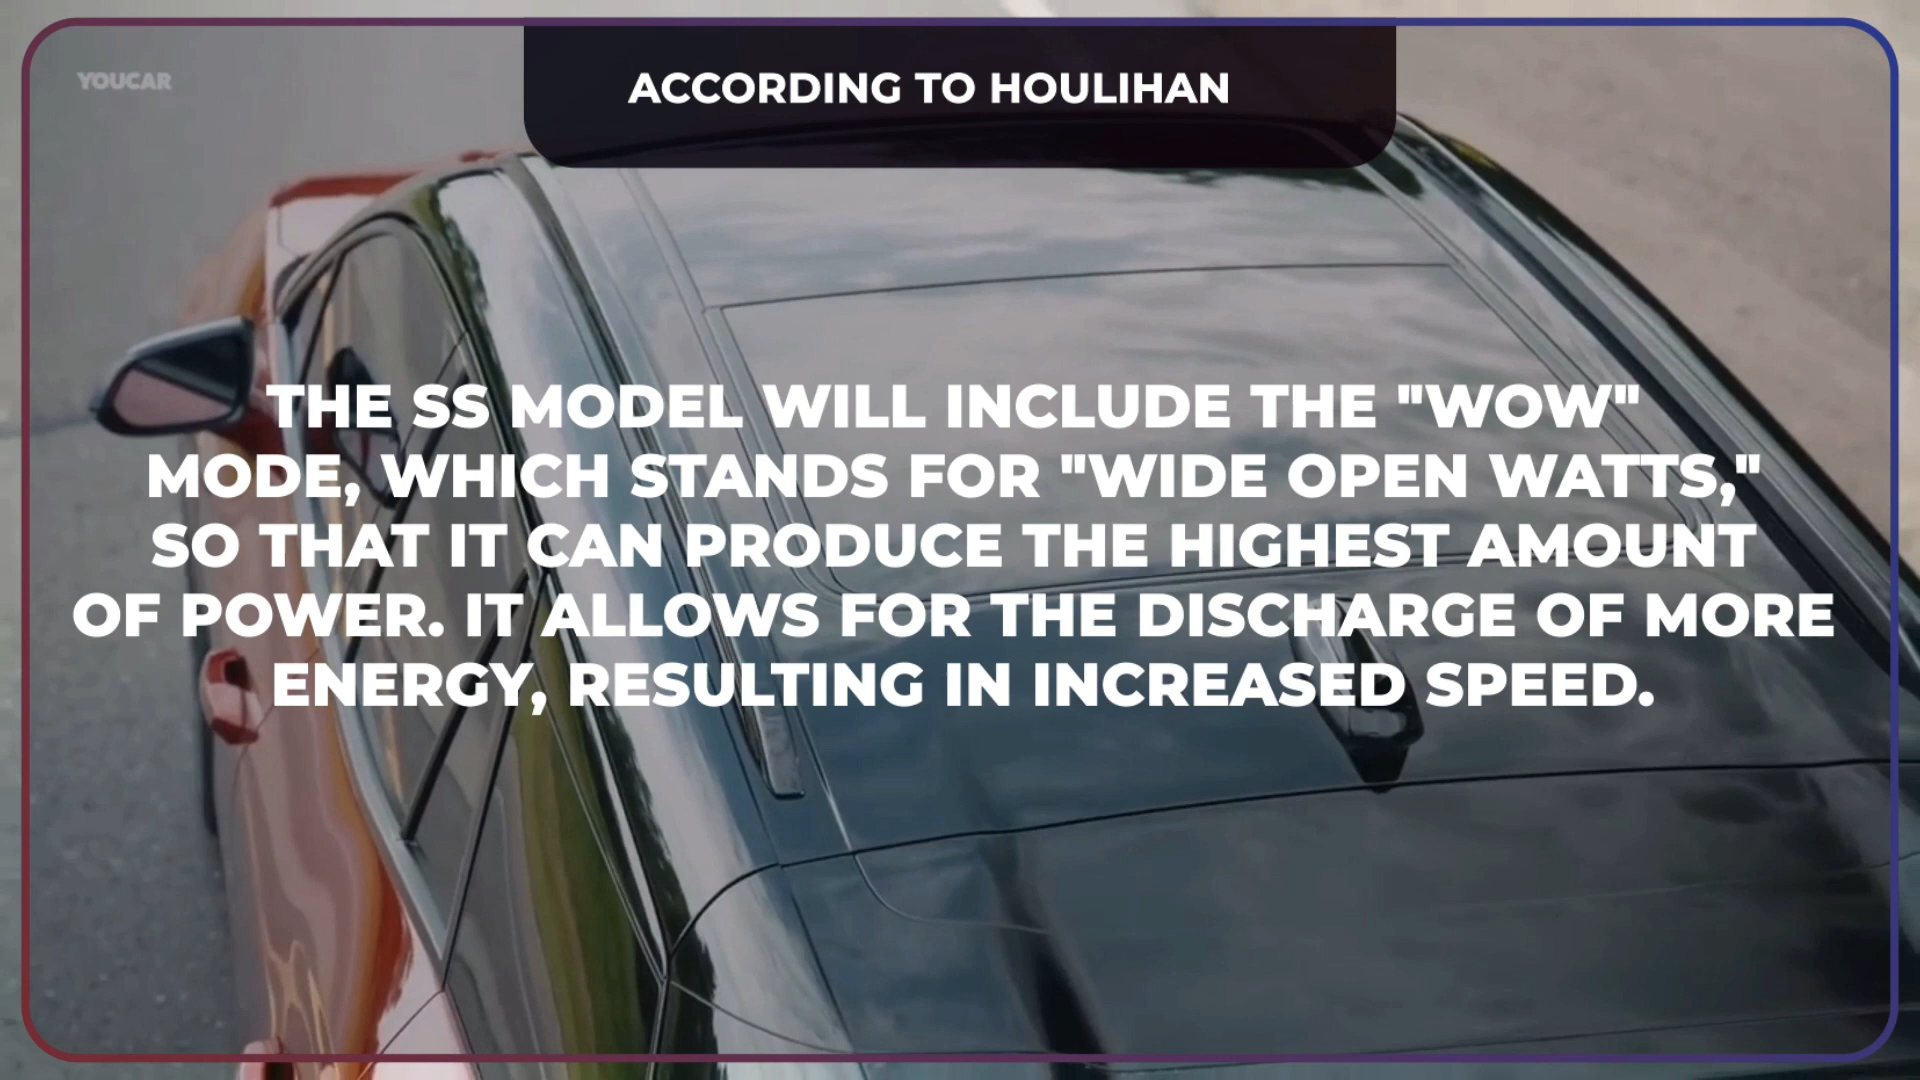 YOUCAR
ACCORDING TO HOULIHAN
THE SS MODEL WILL INCLUDE THE "WOW"
MODE, WHICH STANDS FOR "WIDE OPEN WATTS,"
SO THAT IT CAN PRODUCE THE HIGHEST AMOUNT
OF POWER. IT ALLOWS FOR THE DISCHARGE OF MORE
ENERGY, RESULTING IN INCREASED SPEED.